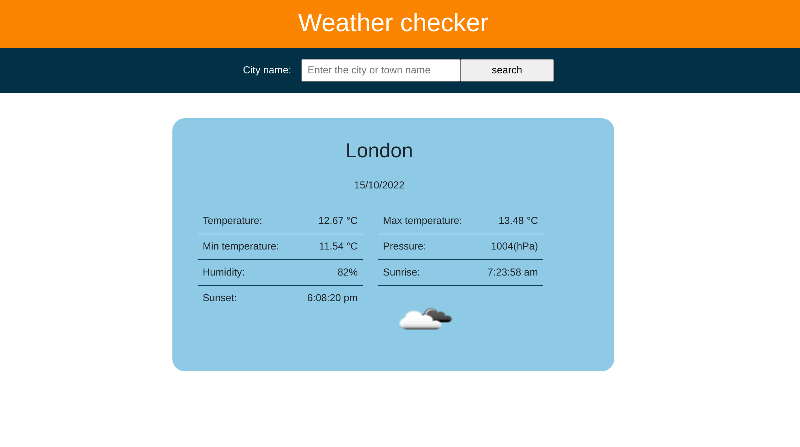 Weather checker
City name: Enter the city or town name search
London
15/10/2022
Temperature: 12.67 °C Max temperature: 13.48 °C
Min temperature: 11.54 °C Pressure: 1004(hPa)
Humidity: 82% Sunrise: 7:23:58 am
Sunset: 6:08:20 pm